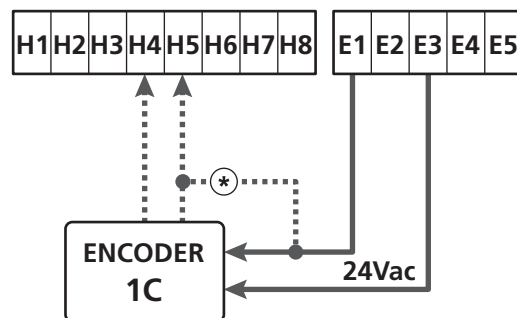 H1 H2 H3 H4 H5 H6 H7 H8 E1 E2 E3 E4 E5
*
ENCODER
1C
24Vac